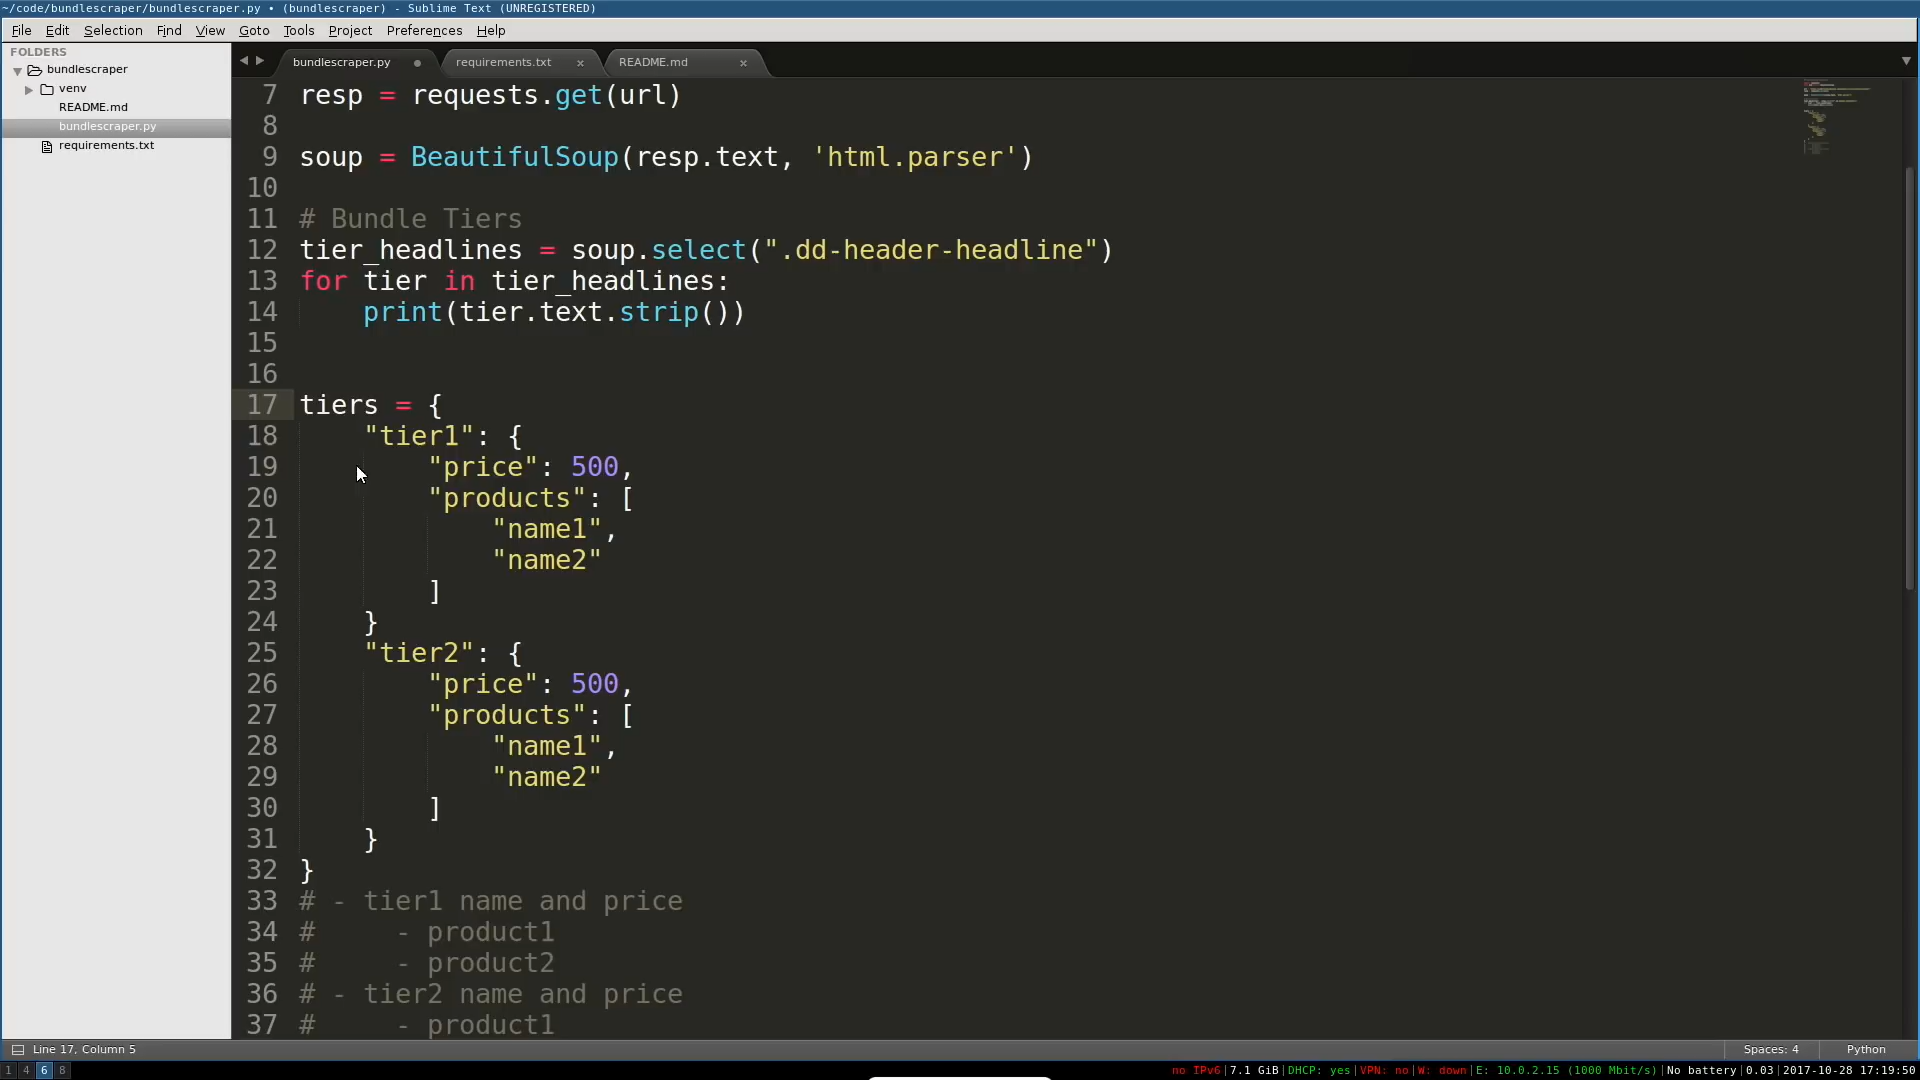 ~/code/bundlescraper/bundlescraper.py • (bundlescraper) - Sublime Text (UNREGISTERED)
File Edit Selection Find View Goto Tools Project Preferences Help
FOLDERS
bundlescraper
venv
README.md
bundlescraper.py
requirements.txt
bundlescraper.py requirements.txt × README.md ×
7 resp = requests.get(url)
8
9 soup = BeautifulSoup(resp.text, 'html.parser')
10
11 # Bundle Tiers
12 tier_headlines = soup.select(".dd-header-headline")
13 for tier in tier_headlines:
14     print(tier.text.strip())
15
16
17 tiers = {
18     "tier1": {
19         "price": 500,
20         "products": [
21             "name1",
22             "name2"
23         ]
24     }
25     "tier2": {
26         "price": 500,
27         "products": [
28             "name1",
29             "name2"
30         ]
31     }
32 }
33 # - tier1 name and price
34 #     - product1
35 #     - product2
36 # - tier2 name and price
37 #     - product1
Line 17, Column 5 Spaces: 4 Python
1 4 6 8 no IPv6|7.1 GiB|DHCP: yes|VPN: no|W: down|E: 10.0.2.15 (1000 Mbit/s)|No battery|0.03|2017-10-28 17:19:50